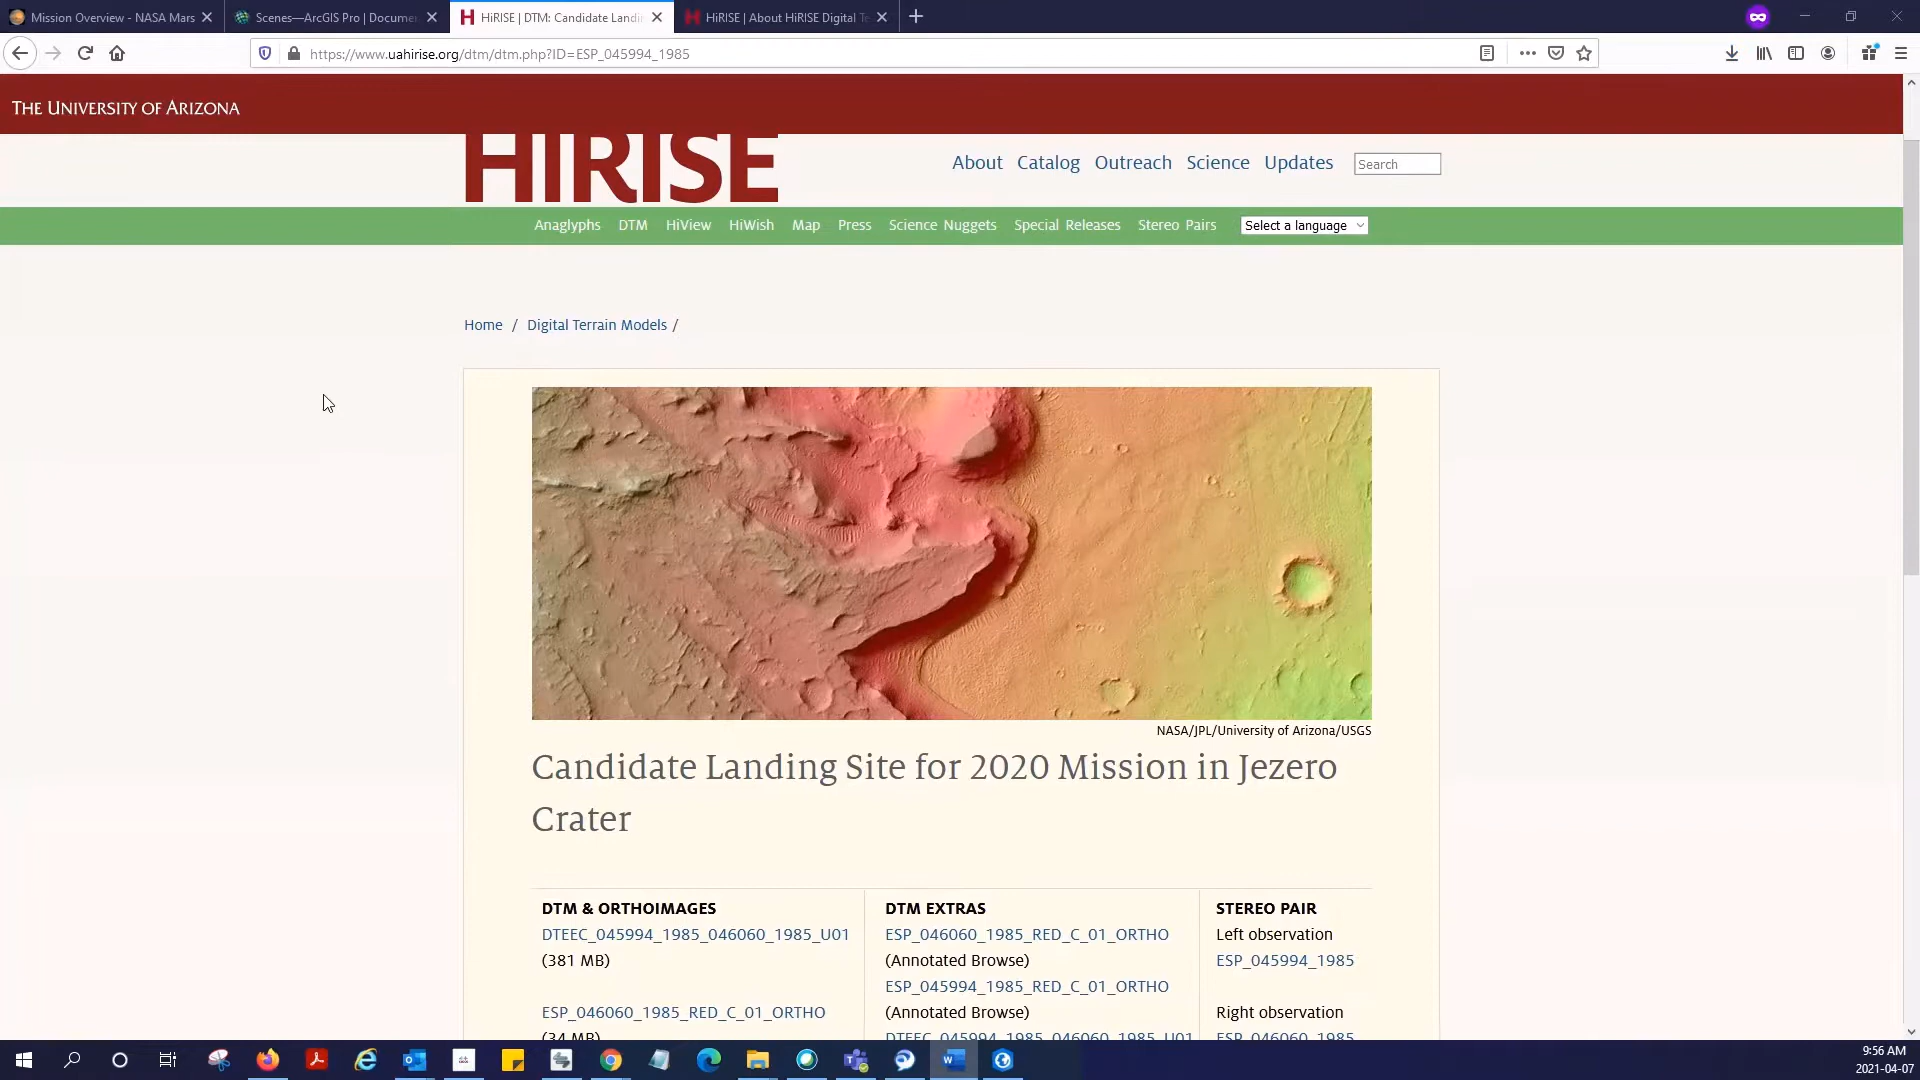 Mission Overview - NASA Mars
Scenes—ArcGIS Pro | Docume
HiRISE | DTM: Candidate Landi
HiRISE | About HiRISE Digital Te
https://www.uahirise.org/dtm/dtm.php?ID=ESP_045994_1985
THE UNIVERSITY OF ARIZONA
HIRISE
About Catalog Outreach Science Updates Search
Anaglyphs DTM HiView HiWish Map Press Science Nuggets Special Releases Stereo Pairs Select a language
Home / Digital Terrain Models /
NASA/JPL/University of Arizona/USGS
Candidate Landing Site for 2020 Mission in Jezero
Crater
DTM & ORTHOIMAGES
DTEEC_045994_1985_046060_1985_U01
(381 MB)
ESP_046060_1985_RED_C_01_ORTHO
(34 MB)
DTM EXTRAS
ESP_046060_1985_RED_C_01_ORTHO
(Annotated Browse)
ESP_045994_1985_RED_C_01_ORTHO
(Annotated Browse)
DTEEC_045994_1985_046060_1985_U01
STEREO PAIR
Left observation
ESP_045994_1985
Right observation
ESP_046060_1985
9:56 AM
2021-04-07